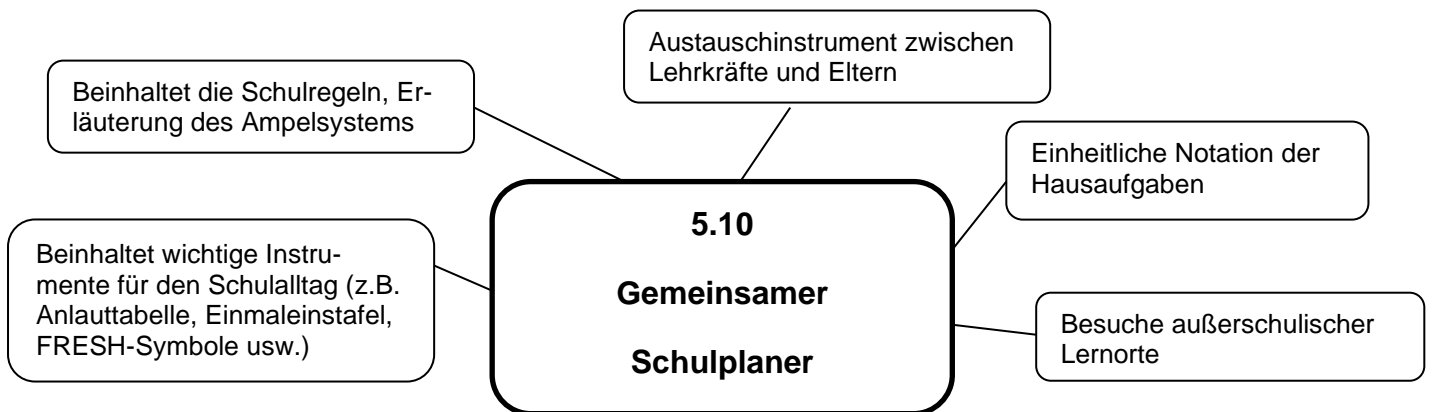 Austauschinstrument zwischen
Lehrkräfte und Eltern
Beinhaltet die Schulregeln, Er-
läuterung des Ampelsystems
Einheitliche Notation der
Hausaufgaben
5.10
Gemeinsamer
Schulplaner
Beinhaltet wichtige Instru-
mente für den Schulalltag (z.B.
Anlauttabelle, Einmaleinstafel,
FRESH-Symbole usw.)
Besuche außerschulischer
Lernorte